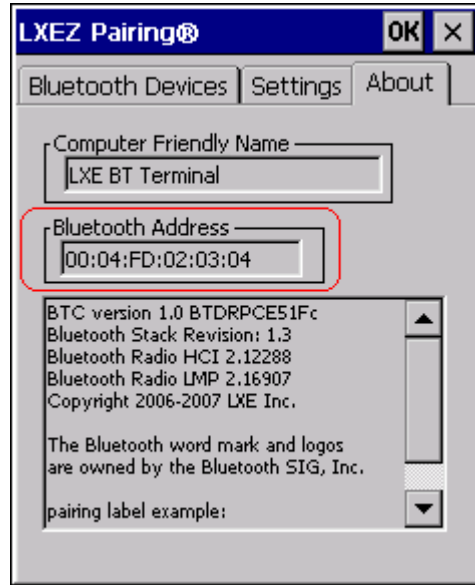 LXEZ Pairing® OK ×
Bluetooth Devices Settings About
Computer Friendly Name
LXE BT Terminal
Bluetooth Address
00:04:FD:02:03:04
BTC version 1.0 BTDRPCE51Fc
Bluetooth Stack Revision: 1.3
Bluetooth Radio HCI 2.12288
Bluetooth Radio LMP 2.16907
Copyright 2006-2007 LXE Inc.
The Bluetooth word mark and logos
are owned by the Bluetooth SIG, Inc.
pairing label example: